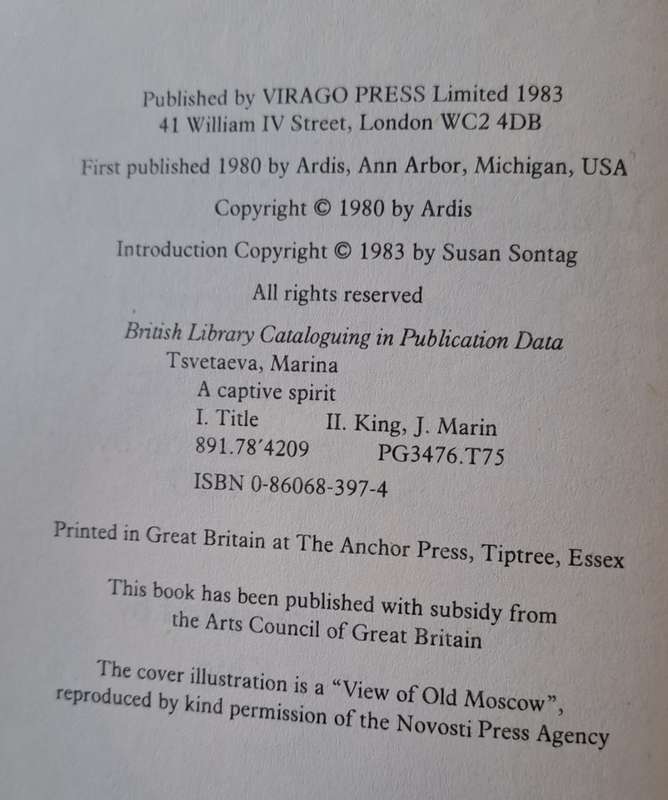 Published by VIRAGO PRESS Limited 1983
41 William IV Street, London WC2 4DB
First published 1980 by Ardis, Ann Arbor, Michigan, USA
Copyright © 1980 by Ardis
Introduction Copyright © 1983 by Susan Sontag
All rights reserved
British Library Cataloguing in Publication Data
Tsvetaeva, Marina
A captive spirit
I. Title II. King, J. Marin
891.78′4209 PG3476.T75
ISBN 0-86068-397-4
Printed in Great Britain at The Anchor Press, Tiptree, Essex
This book has been published with subsidy from
the Arts Council of Great Britain
The cover illustration is a “View of Old Moscow”,
reproduced by kind permission of the Novosti Press Agency